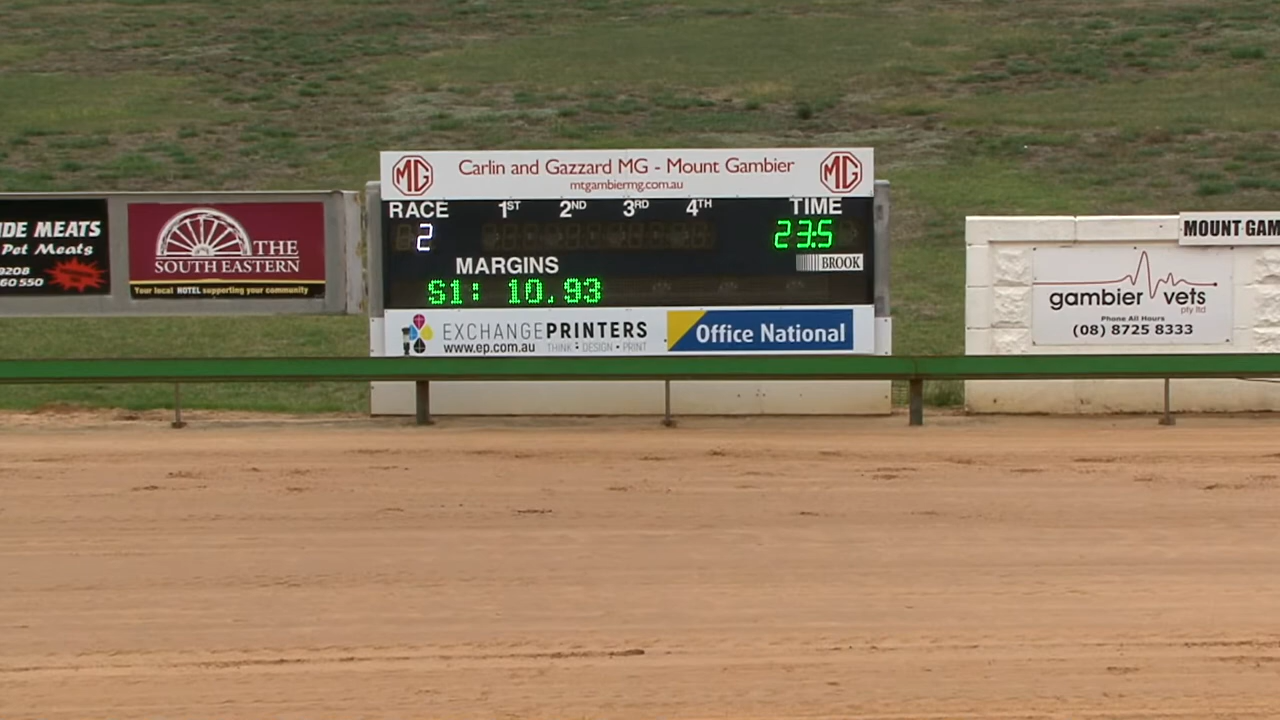 MG Carlin and Gazzard MG - Mount Gambier MG
mtgambiermg.com.au
RACE 1ST 2ND 3RD 4TH TIME
2 23.5
MARGINS BROOK
S1: 10.93
EXCHANGEPRINTERS
www.ep.com.au THINK • DESIGN • PRINT
Office National
IDE MEATS
Pet Meats
9208
60 550
THE
SOUTH EASTERN
Your local HOTEL supporting your community
MOUNT GAM
gambier vets
pty ltd
Phone All Hours
(08) 8725 8333